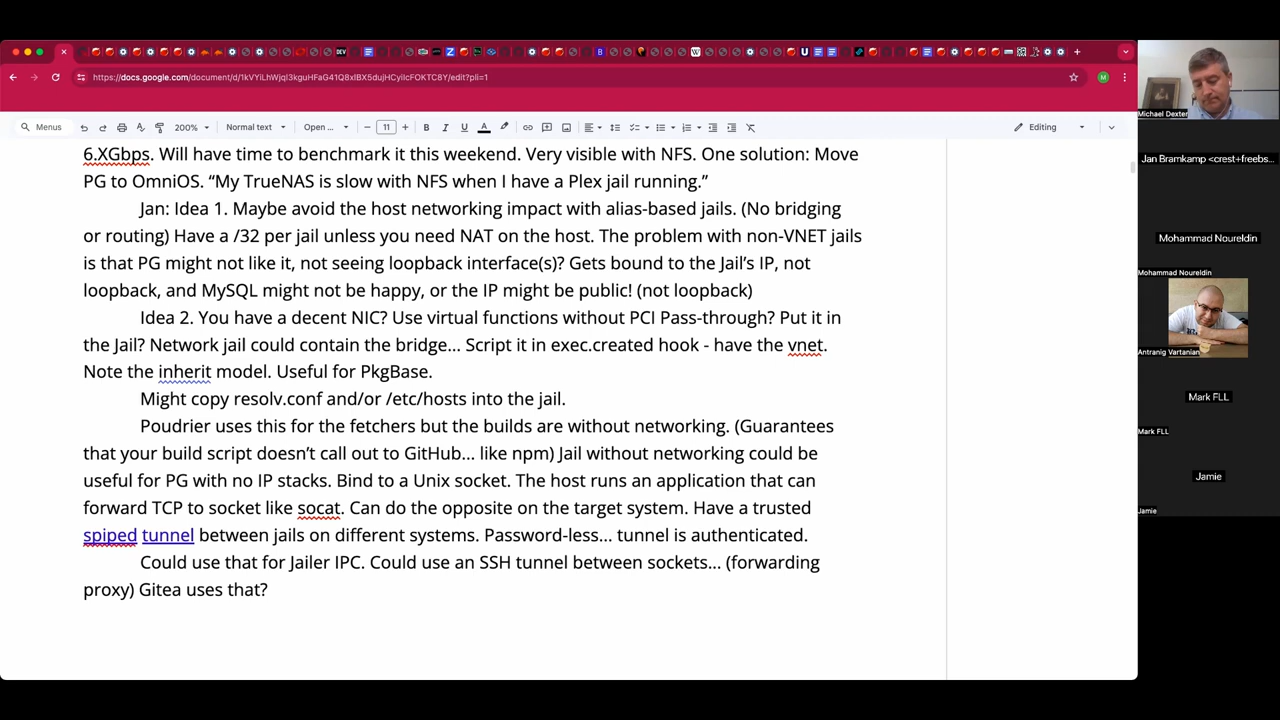 DEV
https://docs.google.com/document/d/1kVYiLhWjqI3kguHFaG41Q8xIBX5dujHCyiIcFOKTC8Y/edit?pli=1
M
Menus
200%
Normal text
Open ...
11
Editing
6.XGbps. Will have time to benchmark it this weekend. Very visible with NFS. One solution: Move
PG to OmniOS. “My TrueNAS is slow with NFS when I have a Plex jail running.”
Jan: Idea 1. Maybe avoid the host networking impact with alias-based jails. (No bridging
or routing) Have a /32 per jail unless you need NAT on the host. The problem with non-VNET jails
is that PG might not like it, not seeing loopback interface(s)? Gets bound to the Jail’s IP, not
loopback, and MySQL might not be happy, or the IP might be public! (not loopback)
Idea 2. You have a decent NIC? Use virtual functions without PCI Pass-through? Put it in
the Jail? Network jail could contain the bridge... Script it in exec.created hook - have the vnet.
Note the inherit model. Useful for PkgBase.
Might copy resolv.conf and/or /etc/hosts into the jail.
Poudrier uses this for the fetchers but the builds are without networking. (Guarantees
that your build script doesn’t call out to GitHub... like npm) Jail without networking could be
useful for PG with no IP stacks. Bind to a Unix socket. The host runs an application that can
forward TCP to socket like socat. Can do the opposite on the target system. Have a trusted
spiped tunnel between jails on different systems. Password-less... tunnel is authenticated.
Could use that for Jailer IPC. Could use an SSH tunnel between sockets... (forwarding
proxy) Gitea uses that?
Michael Dexter
Jan Bramkamp <crest+freebs...
Mohammad Noureldin
Mohammad Noureldin
Antranig Vartanian
Mark FLL
Mark FLL
Jamie
Jamie